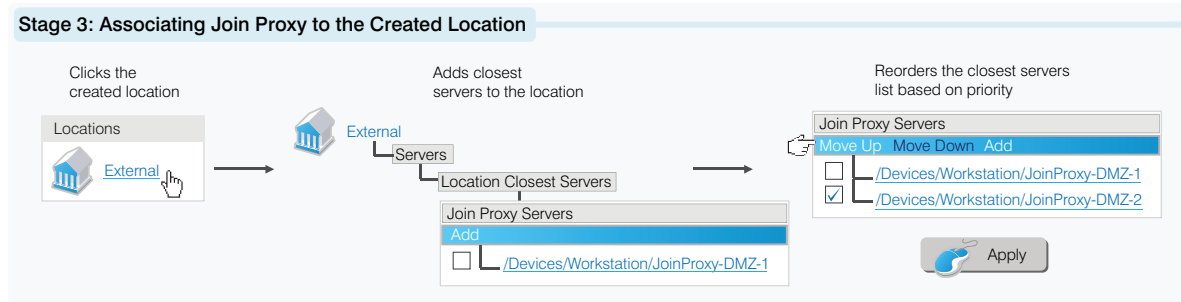 Stage 3: Associating Join Proxy to the Created Location
Clicks the
created location
Locations
External
Adds closest
servers to the location
External
Servers
Location Closest Servers
Join Proxy Servers
Add
/Devices/Workstation/JoinProxy-DMZ-1
Reorders the closest servers
list based on priority
Join Proxy Servers
Move Up Move Down Add
/Devices/Workstation/JoinProxy-DMZ-1
/Devices/Workstation/JoinProxy-DMZ-2
Apply